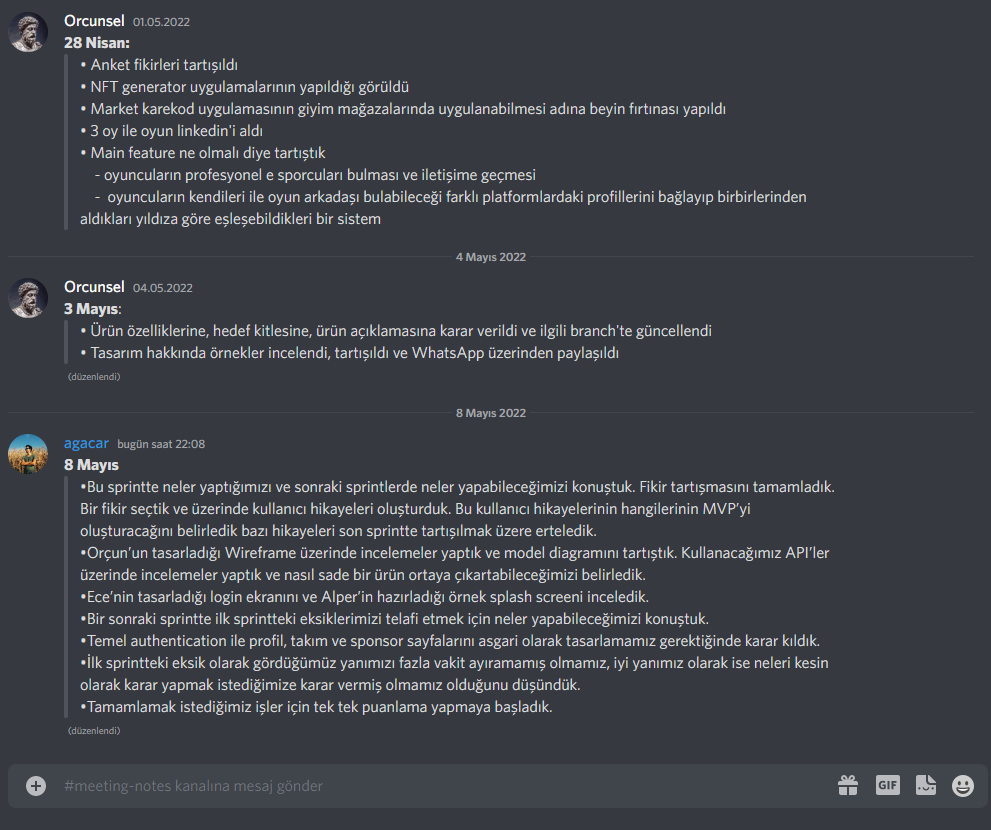 Orcunsel 01.05.2022
28 Nisan:
• Anket fikirleri tartışıldı
• NFT generator uygulamalarının yapıldığı görüldü
• Market karekod uygulamasının giyim mağazalarında uygulanabilmesi adına beyin fırtınası yapıldı
• 3 oy ile oyun linkedin'i aldı
• Main feature ne olmalı diye tartıştık
- oyuncuların profesyonel e sporcuları bulması ve iletişime geçmesi
- oyuncuların kendileri ile oyun arkadaşı bulabileceği farklı platformlardaki profillerini bağlayıp birbirlerinden
aldıkları yıldıza göre eşleşebildikleri bir sistem
4 Mayıs 2022
Orcunsel 04.05.2022
3 Mayıs:
• Ürün özelliklerine, hedef kitlesine, ürün açıklamasına karar verildi ve ilgili branch'te güncellendi
• Tasarım hakkında örnekler incelendi, tartışıldı ve WhatsApp üzerinden paylaşıldı
(düzenlendi)
8 Mayıs 2022
agacar bugün saat 22:08
8 Mayıs
•Bu sprintte neler yaptığımızı ve sonraki sprintlerde neler yapabileceğimizi konuştuk. Fikir tartışmasını tamamladık.
Bir fikir seçtik ve üzerinde kullanıcı hikayeleri oluşturduk. Bu kullanıcı hikayelerinin hangilerinin MVP'yi
oluşturacağını belirledik bazı hikayeleri son sprintte tartışılmak üzere erteledik.
•Orçun'un tasarladığı Wireframe üzerinde incelemeler yaptık ve model diagramını tartıştık. Kullanacağımız API'ler
üzerinde incelemeler yaptık ve nasıl sade bir ürün ortaya çıkartabileceğimizi belirledik.
•Ece'nin tasarladığı login ekranını ve Alper'in hazırladığı örnek splash screeni inceledik.
•Bir sonraki sprintte ilk sprintteki eksiklerimizi telafi etmek için neler yapabileceğimizi konuştuk.
•Temel authentication ile profil, takım ve sponsor sayfalarını asgari olarak tasarlamamız gerektiğinde karar kıldık.
•İlk sprintteki eksik olarak gördüğümüz yanımızı fazla vakit ayıramamış olmamız, iyi yanımız olarak ise neleri kesin
olarak karar yapmak istediğimize karar vermiş olmamız olduğunu düşündük.
•Tamamlamak istediğimiz işler için tek tek puanlama yapmaya başladık.
(düzenlendi)
#meeting-notes kanalına mesaj gönder
GIF